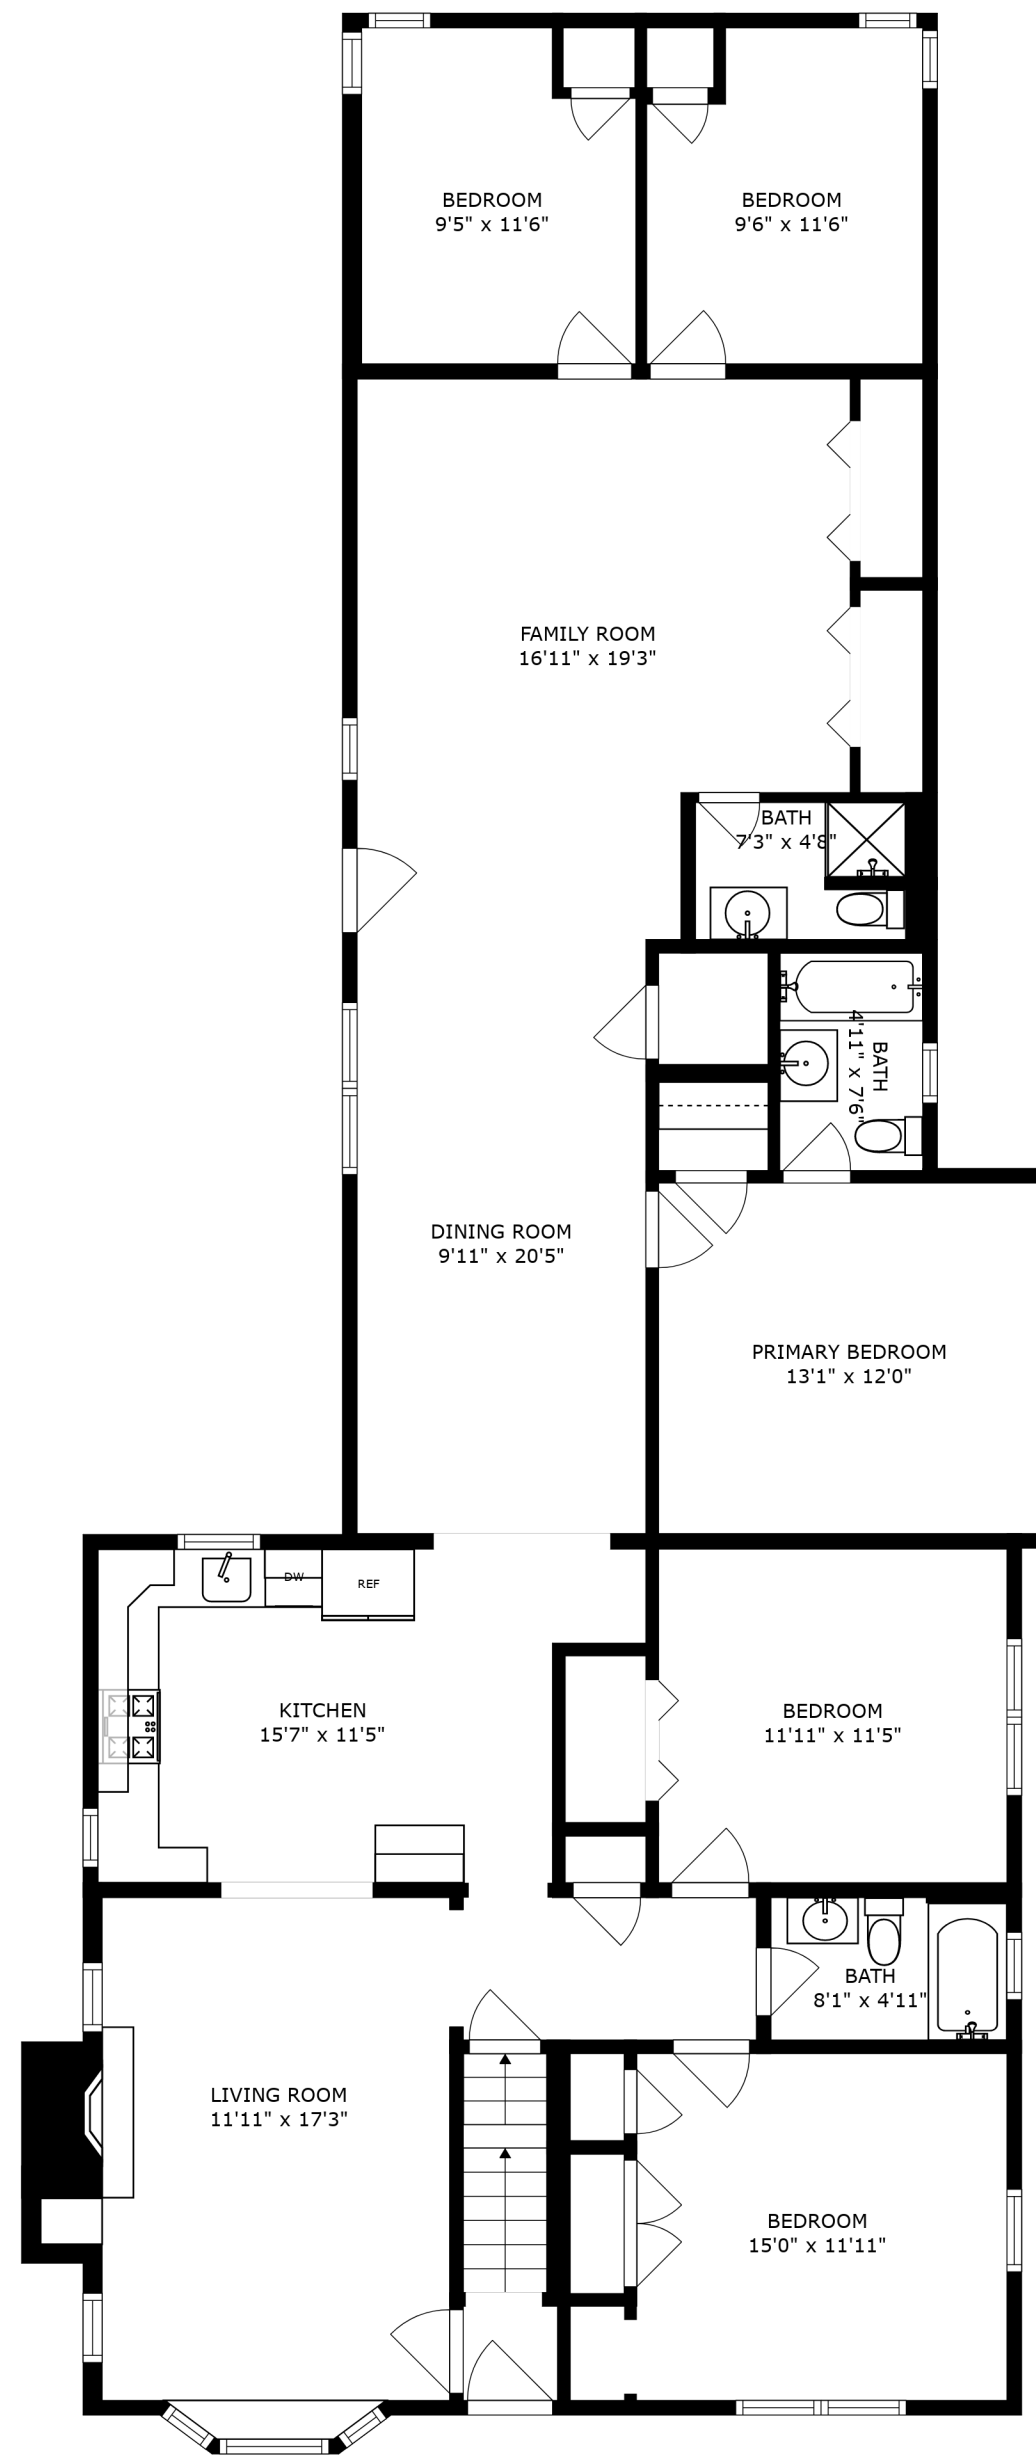 BEDROOM
9'5" x 11'6"
BEDROOM
9'6" x 11'6"
FAMILY ROOM
16'11" x 19'3"
BATH
7'3" x 4'8"
BATH
4'11" x 7'6"
DINING ROOM
9'11" x 20'5"
PRIMARY BEDROOM
13'1" x 12'0"
DW
REF
KITCHEN
15'7" x 11'5"
BEDROOM
11'11" x 11'5"
BATH
8'1" x 4'11"
LIVING ROOM
11'11" x 17'3"
BEDROOM
15'0" x 11'11"